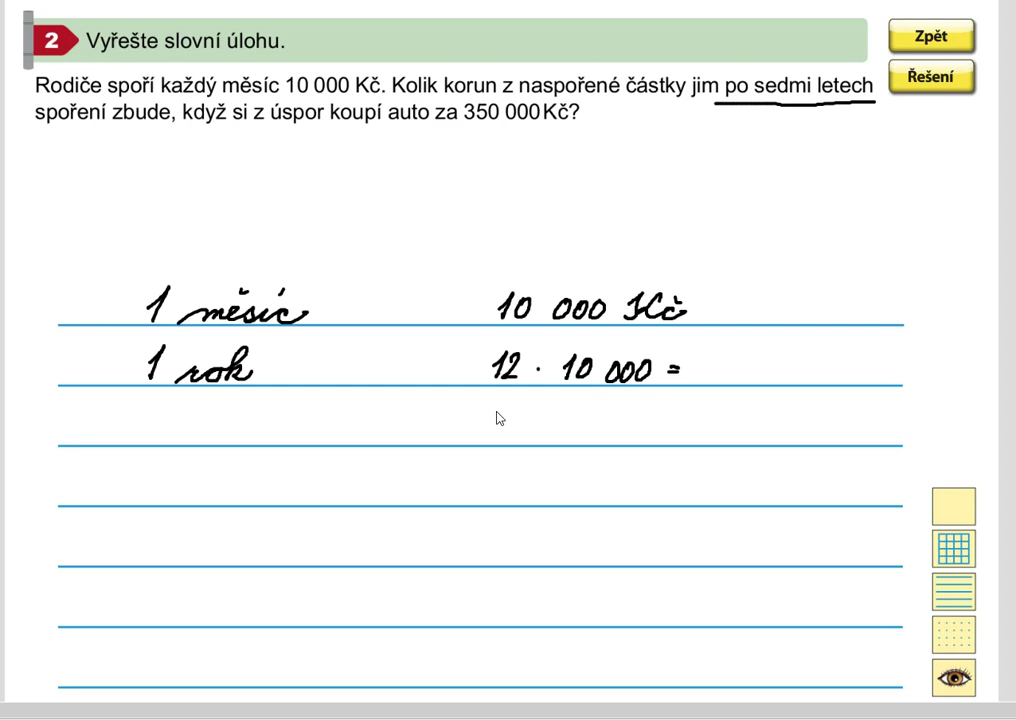 2 Vyřešte slovní úlohu.
Zpět
Řešení
Rodiče spoří každý měsíc 10 000 Kč. Kolik korun z naspořené částky jim po sedmi letech
spoření zbude, když si z úspor koupí auto za 350 000 Kč?
1 měsíc 10 000 Kč
1 rok 12 · 10 000 =